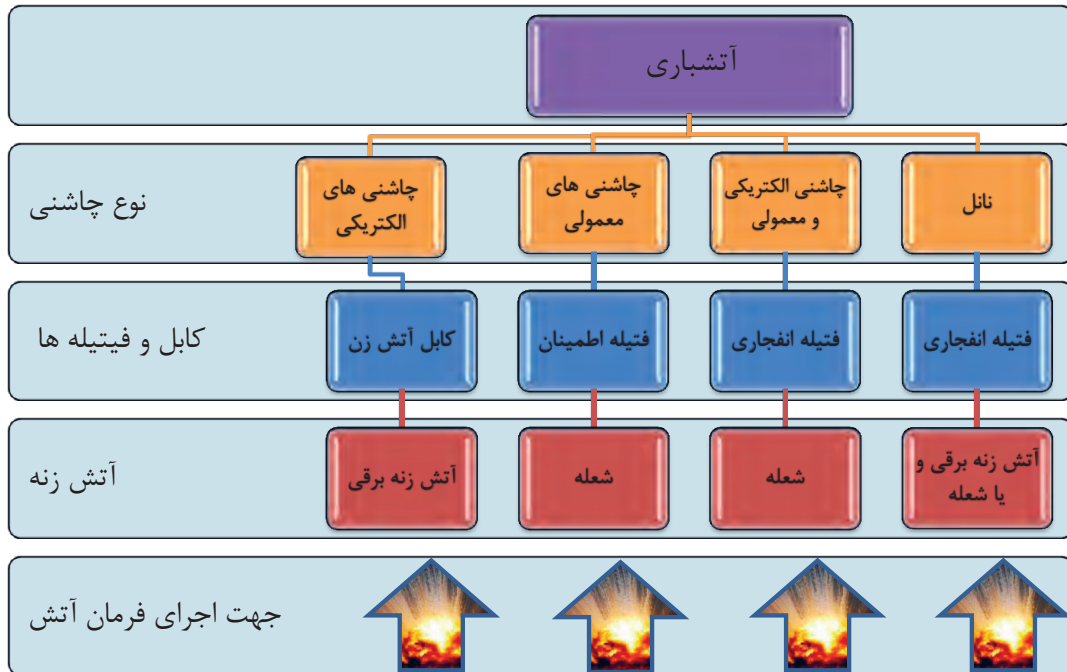 آتشباری
نوع چاشنی
نانل
چاشنی الکتریکی
و معمولی
چاشنی های
معمولی
چاشنی های
الکتریکی
کابل و فیتیله ها
فتیله انفجاری
فتیله انفجاری
فتیله اطمینان
کابل آتش زن
آتش زنه
آتش زنه برقی و
یا شعله
شعله
شعله
آتش زنه برقی
جهت اجرای فرمان آتش